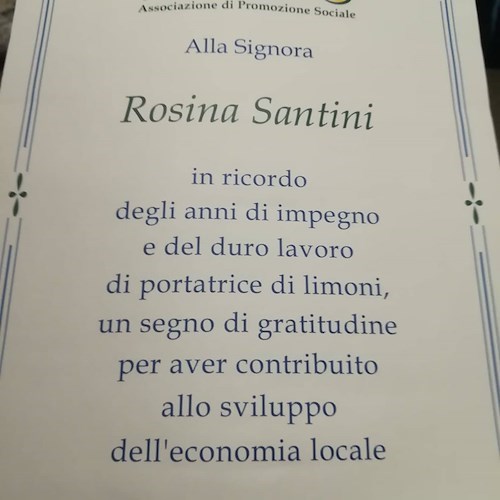 Associazione di Promozione Sociale
Alla Signora
Rosina Santini
in ricordo
degli anni di impegno
e del duro lavoro
di portatrice di limoni,
un segno di gratitudine
per aver contribuito
allo sviluppo
dell'economia locale